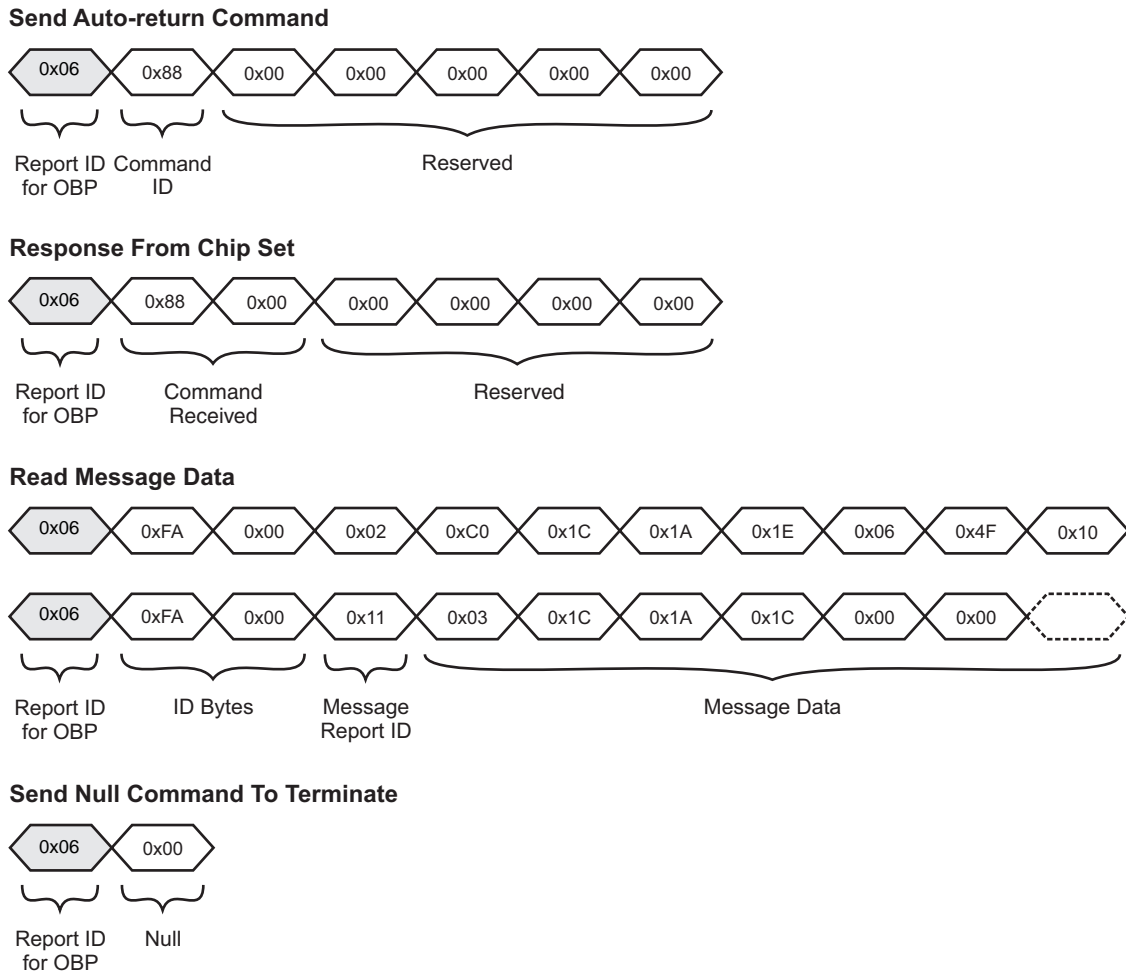 Send Auto-return Command
0x06 0x88 0x00 0x00 0x00 0x00 0x00
Report ID Command Reserved
for OBP ID
Response From Chip Set
0x06 0x88 0x00 0x00 0x00 0x00 0x00
Report ID Command Reserved
for OBP Received
Read Message Data
0x06 0xFA 0x00 0x02 0xC0 0x1C 0x1A 0x1E 0x06 0x4F 0x10
0x06 0xFA 0x00 0x11 0x03 0x1C 0x1A 0x1C 0x00 0x00
Report ID ID Bytes Message Message Data
for OBP Report ID
Send Null Command To Terminate
0x06 0x00
Report ID Null
for OBP